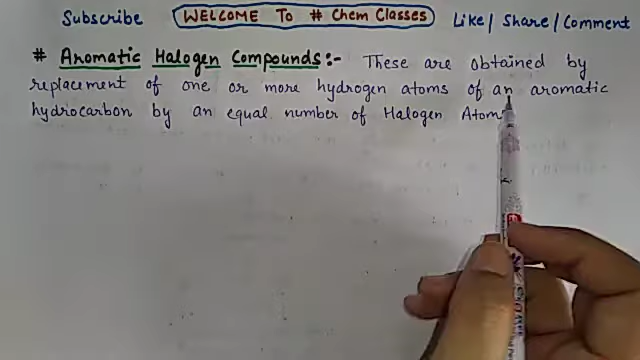 Subscribe WELCOME To # Chem Classes Like/ Share/Comment
# Aromatic Halogen Compounds:- These are obtained by
replacement of one or more hydrogen atoms of an aromatic
hydrocarbon by an equal number of Halogen Atom